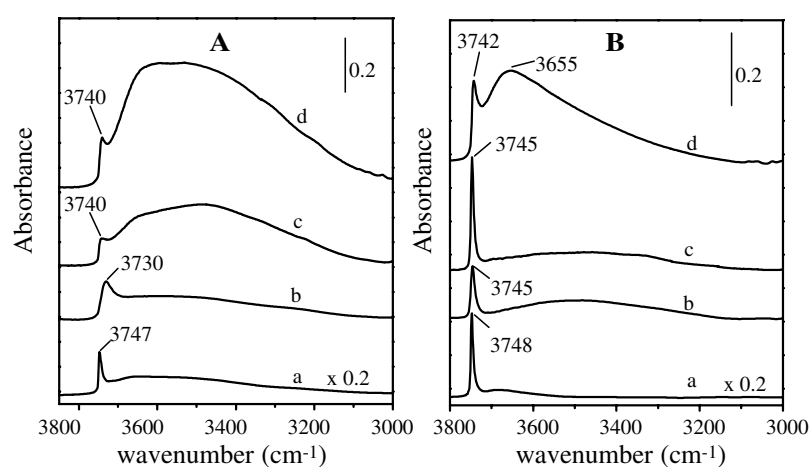 A
0.2
3740
d
3740
c
3730
b
3747
a
x 0.2
3800
3600
3400
3200
3000
wavenumber (cm-1)
Absorbance
B
3742
3655
0.2
3745
d
c
3745
b
3748
a
x 0.2
3800
3600
3400
3200
3000
wavenumber (cm-1)
Absorbance